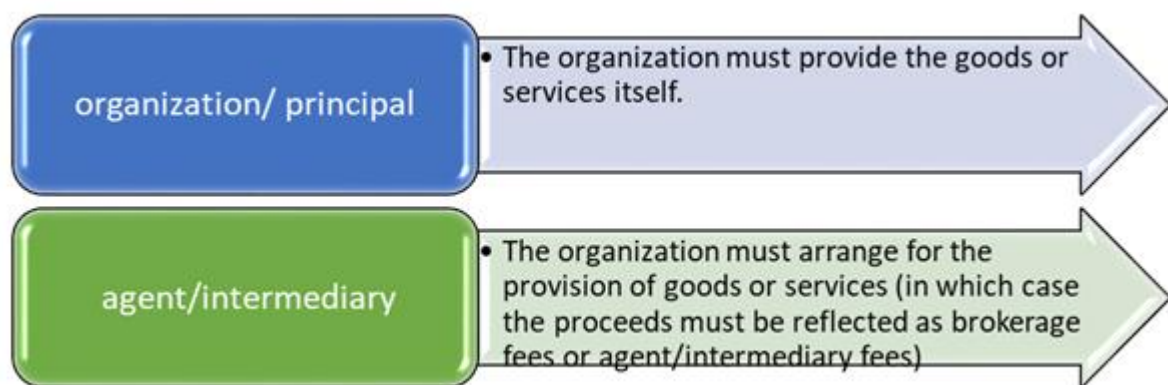 organization/ principal
• The organization must provide the goods or
services itself.
agent/intermediary
• The organization must arrange for the
provision of goods or services (in which case
the proceeds must be reflected as brokerage
fees or agent/intermediary fees)